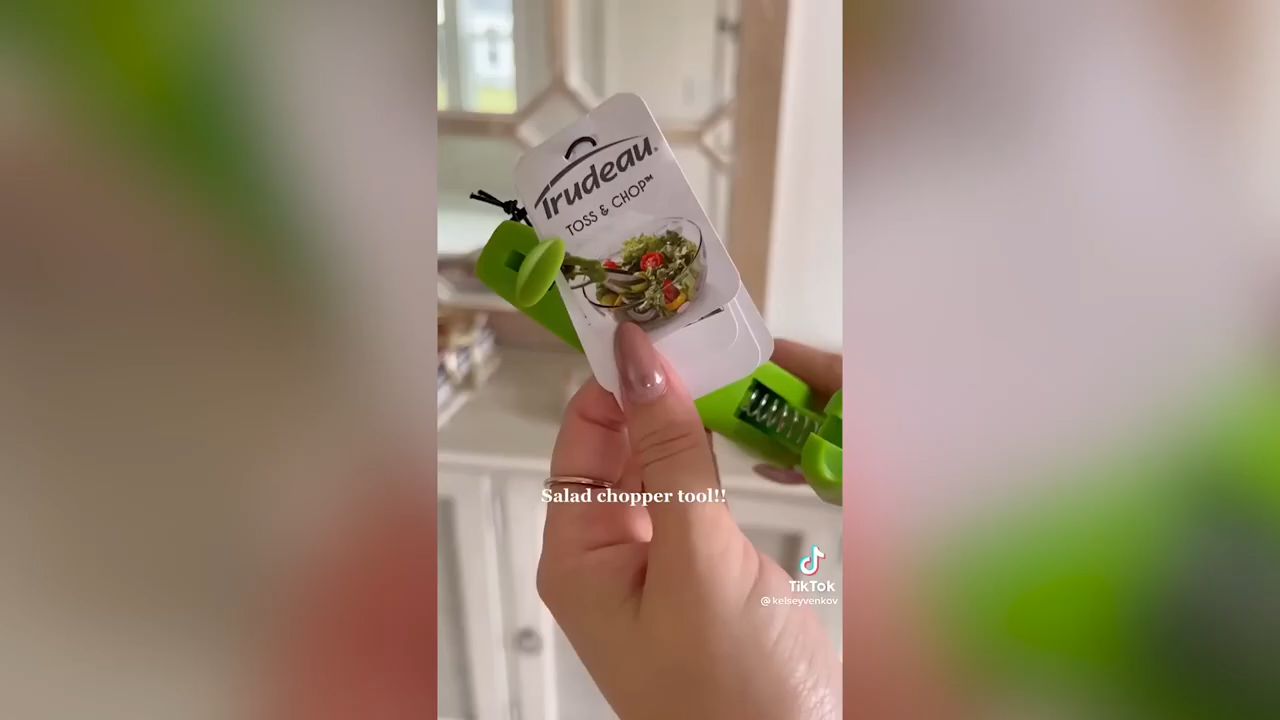 Trudeau®
TOSS & CHOP™
Salad chopper tool!!
TikTok
@kelseyvenkov